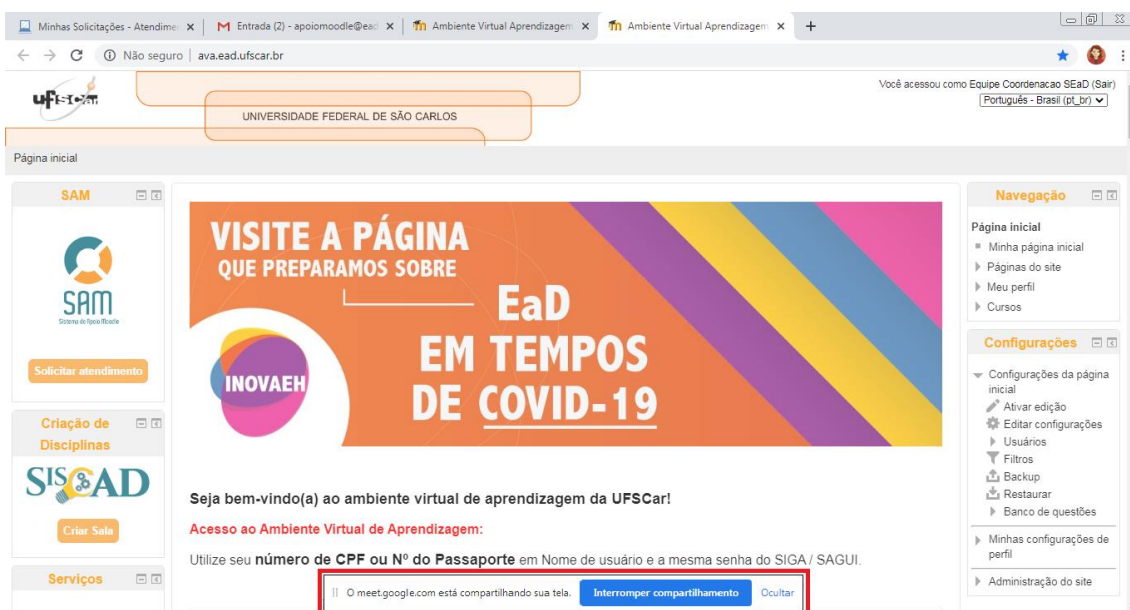 Minhas Solicitações - Atendime
Entrada (2) - apoiomoodle@ead
Ambiente Virtual Aprendizagem
Ambiente Virtual Aprendizagem
Não seguro | ava.ead.ufscar.br
ufscar
UNIVERSIDADE FEDERAL DE SÃO CARLOS
Você acessou como Equipe Coordenacao SEaD (Sair)
Português - Brasil (pt_br)
Página inicial
SAM
SAM
Sistema de Apoio Moodle
Solicitar atendimento
Criação de
Disciplinas
SISCAD
Criar Sala
Serviços
VISITE A PÁGINA
QUE PREPARAMOS SOBRE
EaD
EM TEMPOS
DE COVID-19
INOVAEH
Seja bem-vindo(a) ao ambiente virtual de aprendizagem da UFSCar!
Acesso ao Ambiente Virtual de Aprendizagem:
Utilize seu número de CPF ou Nº do Passaporte em Nome de usuário e a mesma senha do SIGA / SAGUI.
O meet.google.com está compartilhando sua tela.
Interromper compartilhamento
Ocultar
Navegação
Página inicial
Minha página inicial
Páginas do site
Meu perfil
Cursos
Configurações
Configurações da página
inicial
Ativar edição
Editar configurações
Usuários
Filtros
Backup
Restaurar
Banco de questões
Minhas configurações de
perfil
Administração do site